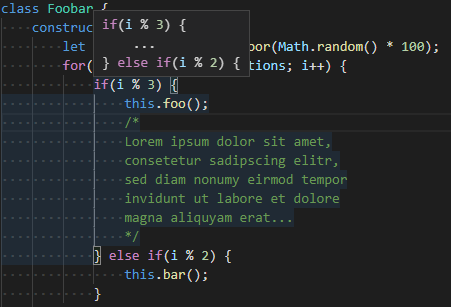 class Foobar {
construc
if(i % 3) {
...
} else if(i % 2) {
let
oor(Math.random() * 100);
for(
tions; i++) {
if(i % 3) {
this.foo();
/*
Lorem ipsum dolor sit amet,
consetetur sadipscing elitr,
sed diam nonumy eirmod tempor
invidunt ut labore et dolore
magna aliquyam erat...
*/
} else if(i % 2) {
this.bar();
}